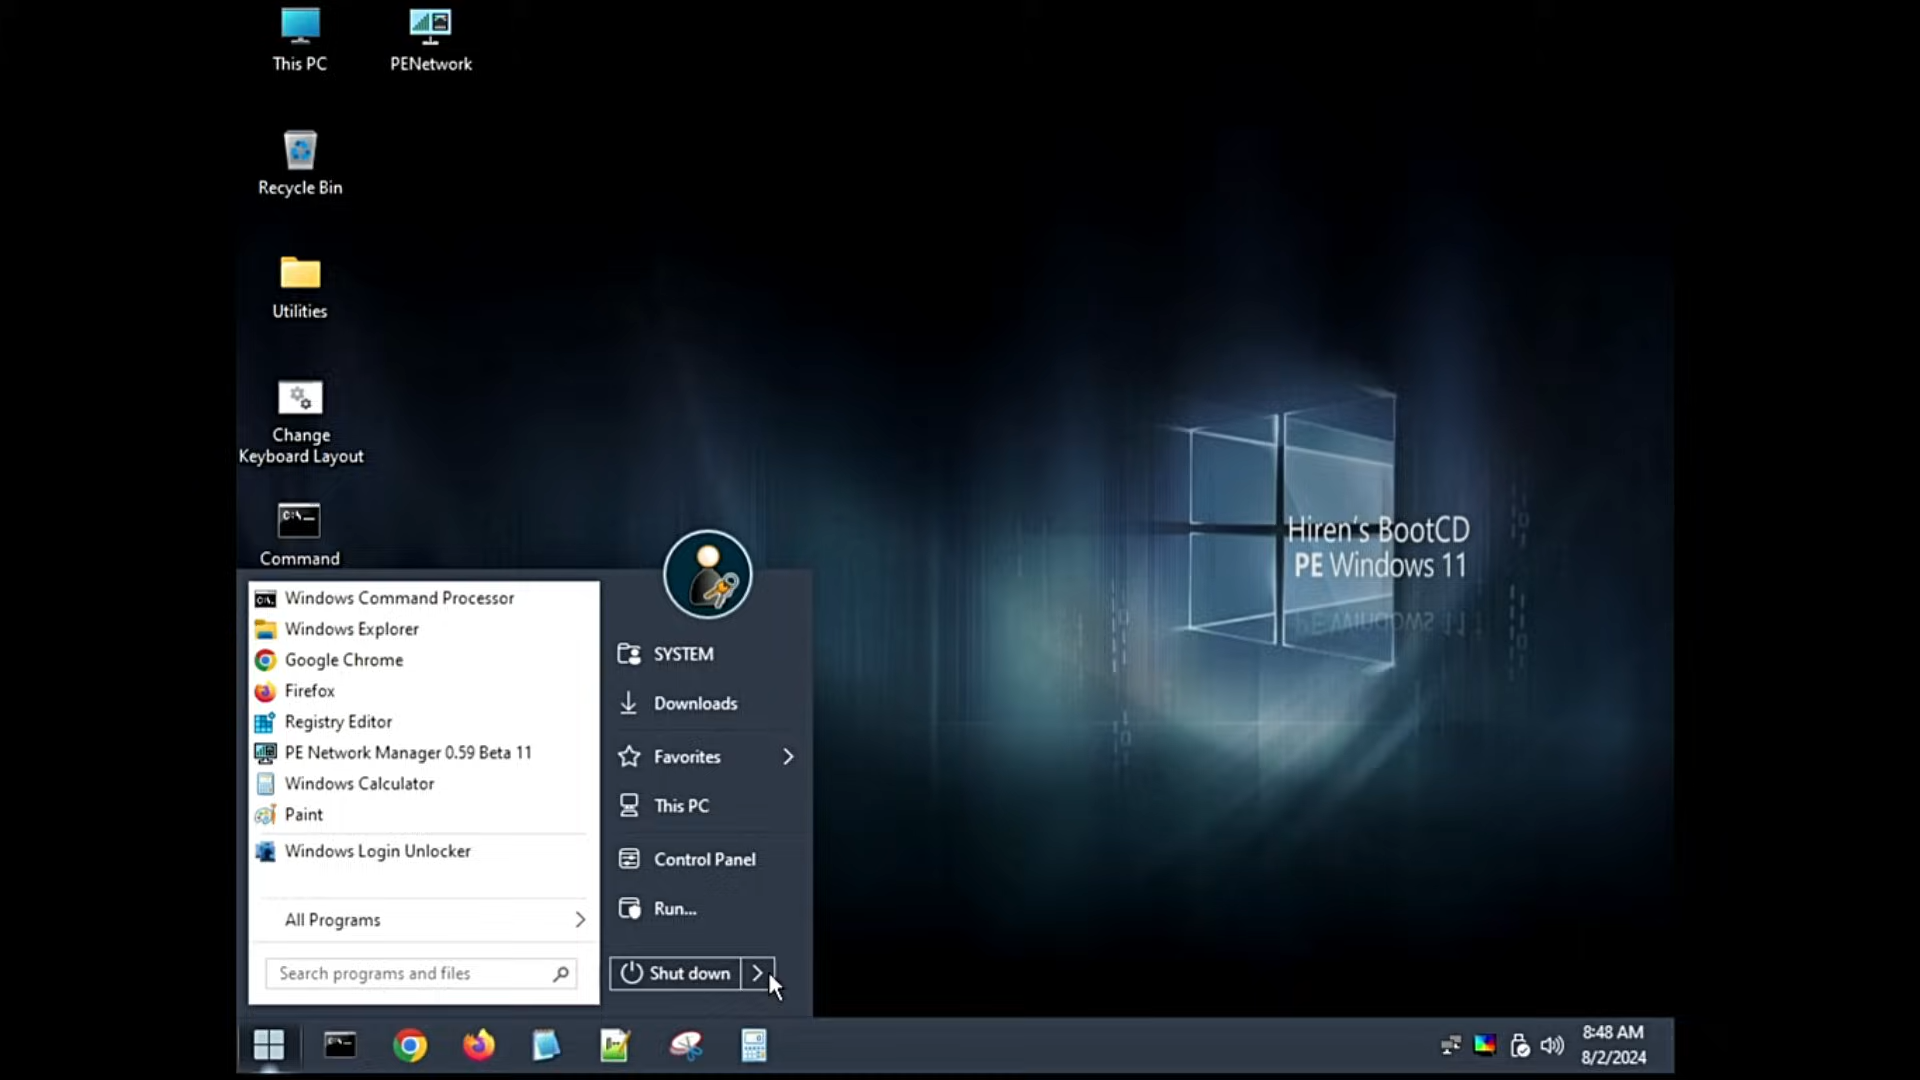 This PC
PENetwork
Recycle Bin
Utilities
Change
Keyboard Layout
Command
Hiren's BootCD
PE Windows 11
Windows Command Processor
Windows Explorer
Google Chrome
Firefox
Registry Editor
PE Network Manager 0.59 Beta 11
Windows Calculator
Paint
Windows Login Unlocker
All Programs
Search programs and files
SYSTEM
Downloads
Favorites
This PC
Control Panel
Run...
Shut down
8:48 AM
8/2/2024